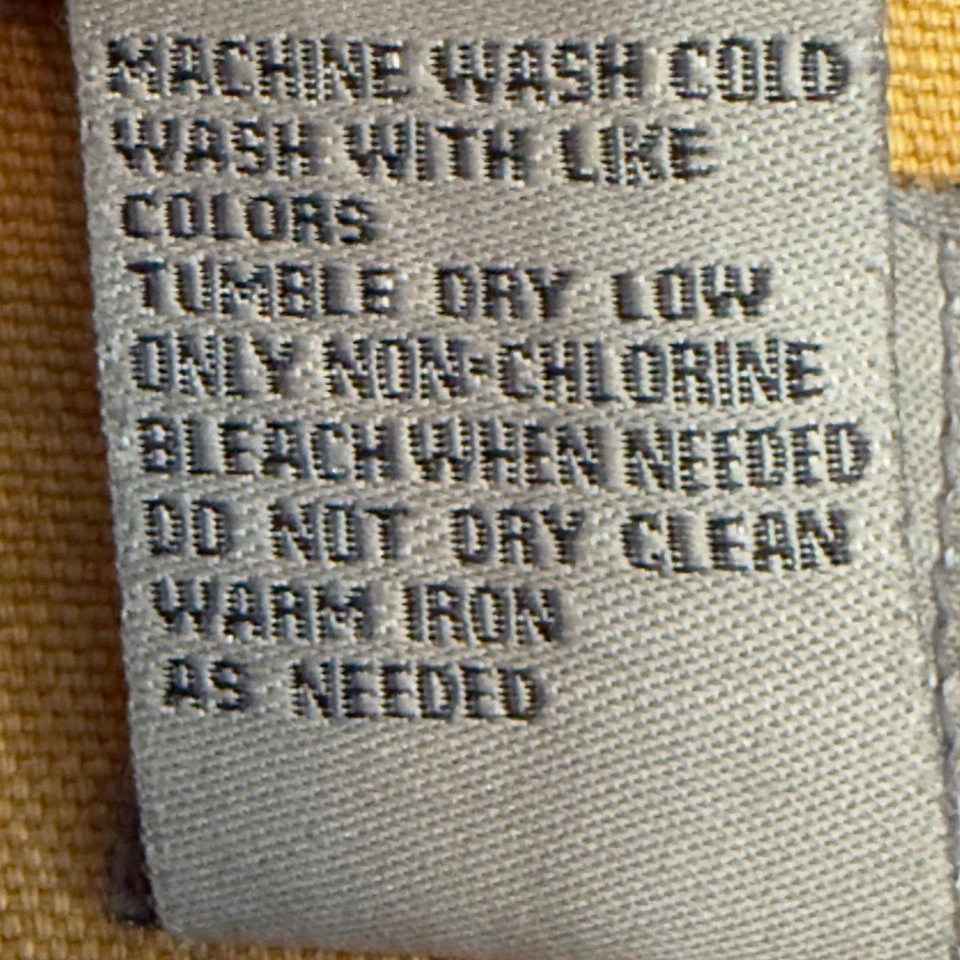 MACHINE WASH COLD
WASH WITH LIKE
COLORS
TUMBLE DRY LOW
ONLY NON-CHLORINE
BLEACH WHEN NEEDED
DO NOT DRY CLEAN
WARM IRON
AS NEEDED